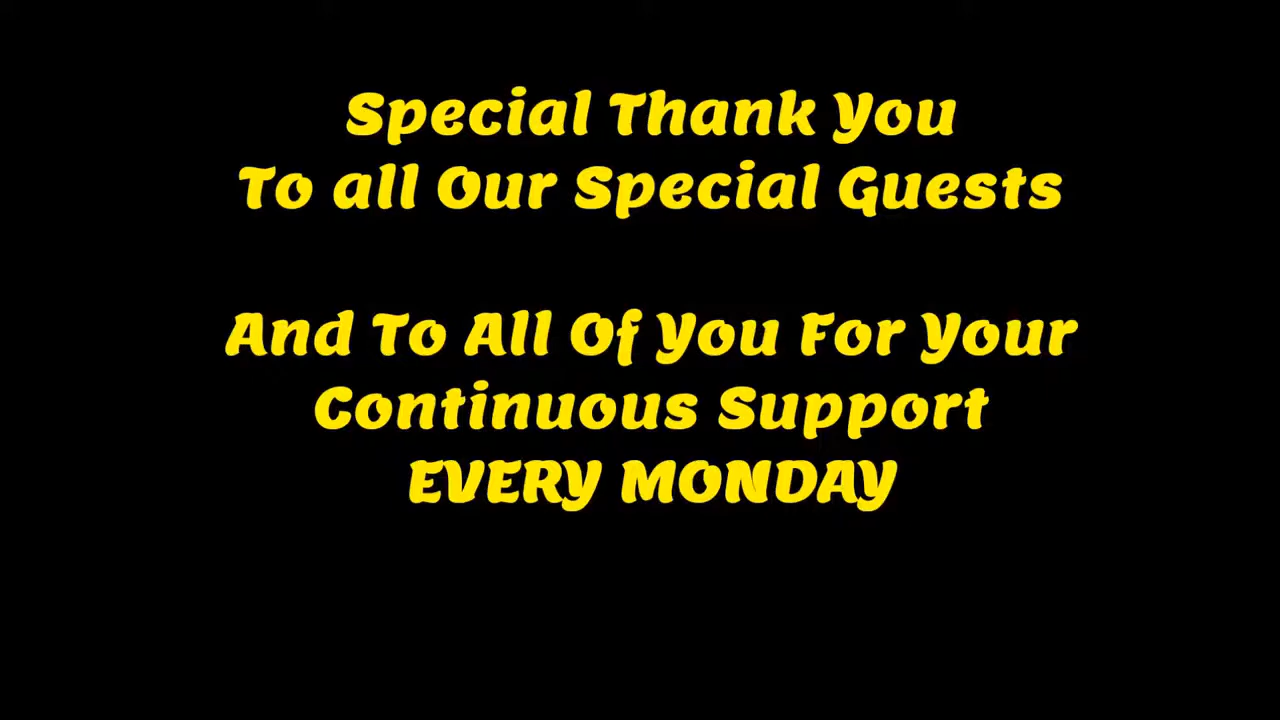 Special Thank You
To all Our Special Guests
And To All Of You For Your
Continuous Support
EVERY MONDAY